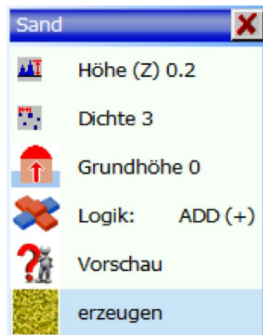 Sand
Höhe (Z) 0.2
Dichte 3
Grundhöhe 0
Logik: ADD (+)
Vorschau
erzeugen